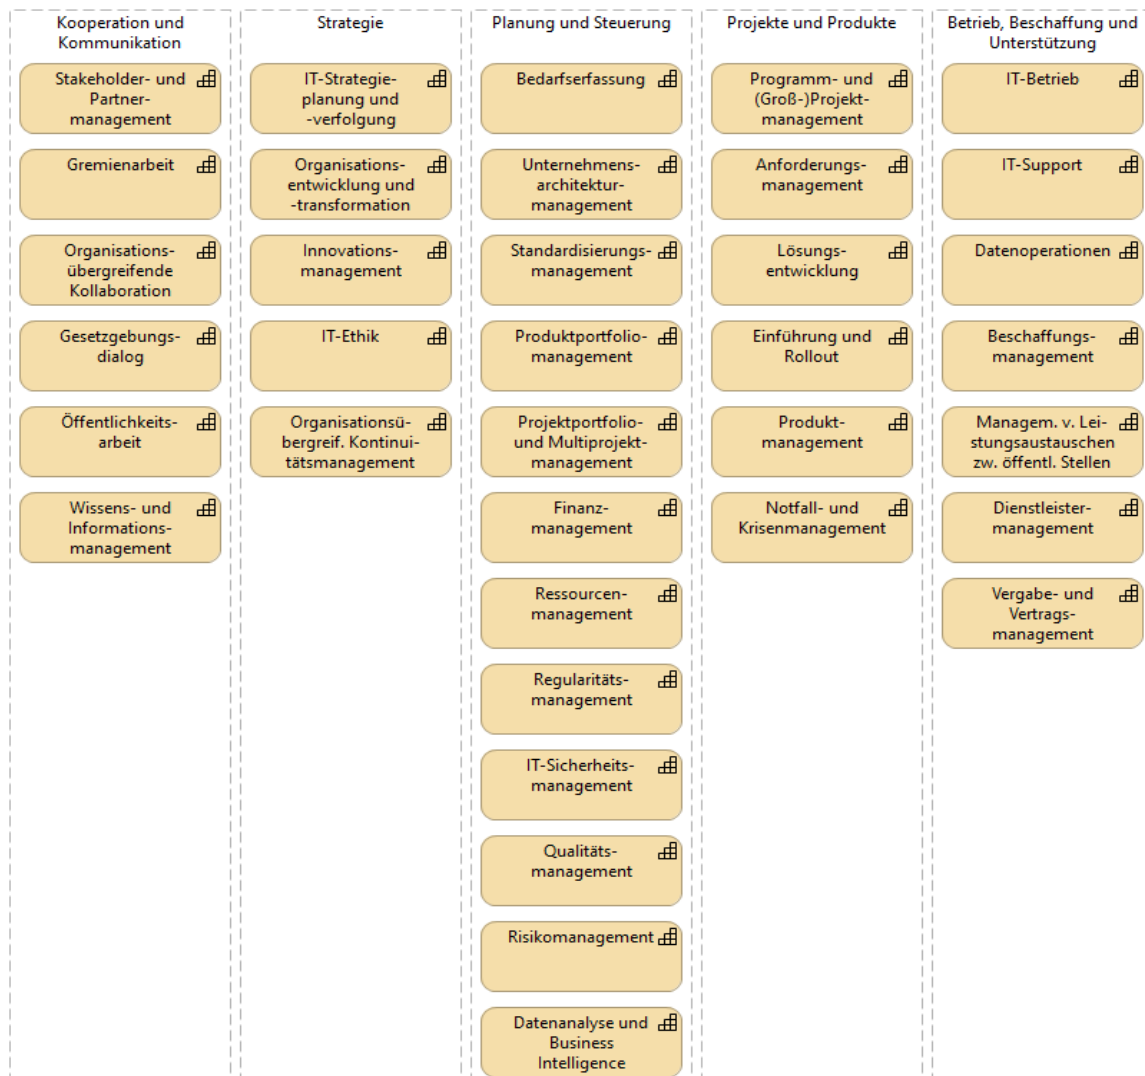 Kooperation und
Kommunikation
Stakeholder- und
Partner-
management
Gremienarbeit
Organisations-
übergreifende
Kollaboration
Gesetzgebungs-
dialog
Öffentlichkeits-
arbeit
Wissens- und
Informations-
management
Strategie
IT-Strategie-
planung und
-verfolgung
Organisations-
entwicklung und
-transformation
Innovations-
management
IT-Ethik
Organisationsü-
bergreif. Kontinui-
tätsmanagement
Planung und Steuerung
Bedarfserfassung
Unternehmens-
architektur-
management
Standardisierungs-
management
Produktportfolio-
management
Projektportfolio-
und Multiprojekt-
management
Finanz-
management
Ressourcen-
management
Regularitäts-
management
IT-Sicherheits-
management
Qualitäts-
management
Risikomanagement
Datenanalyse und
Business
Intelligence
Projekte und Produkte
Programm- und
(Groß-)Projekt-
management
Anforderungs-
management
Lösungs-
entwicklung
Einführung und
Rollout
Produkt-
management
Notfall- und
Krisenmanagement
Betrieb, Beschaffung und
Unterstützung
IT-Betrieb
IT-Support
Datenoperationen
Beschaffungs-
management
Managem. v. Lei-
stungsaustauschen
zw. öffentl. Stellen
Dienstleister-
management
Vergabe- und
Vertrags-
management